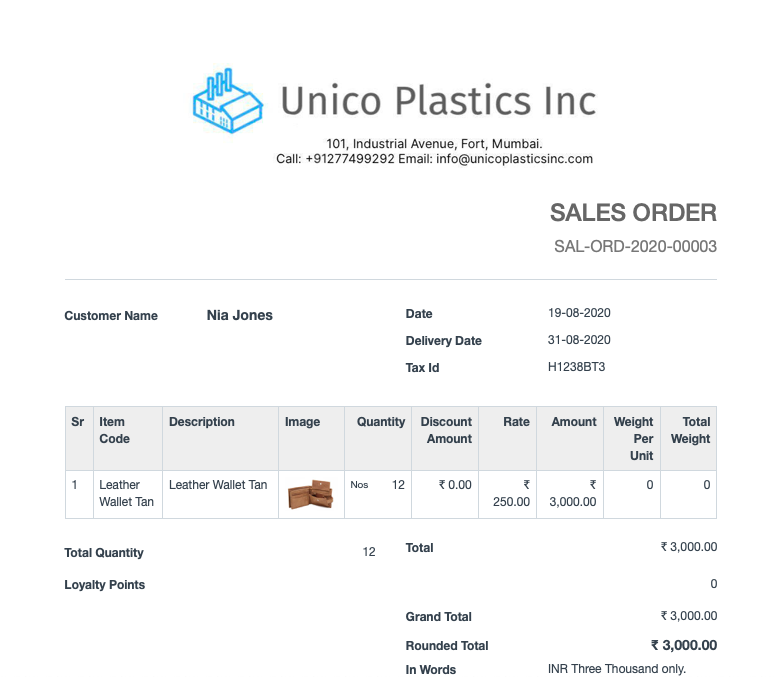 Unico Plastics Inc
101, Industrial Avenue, Fort, Mumbai.
Call: +91277499292 Email: info@unicoplasticsinc.com
SALES ORDER
SAL-ORD-2020-00003
Customer Name Nia Jones
Date 19-08-2020
Delivery Date 31-08-2020
Tax Id H1238BT3
Sr Item Code Description Image Quantity Discount Amount Rate Amount Weight Per Unit Total Weight
1 Leather Wallet Tan Leather Wallet Tan Nos 12 ₹ 0.00 ₹ 250.00 ₹ 3,000.00 0 0
Total Quantity 12
Total ₹ 3,000.00
Loyalty Points 0
Grand Total ₹ 3,000.00
Rounded Total ₹ 3,000.00
In Words INR Three Thousand only.